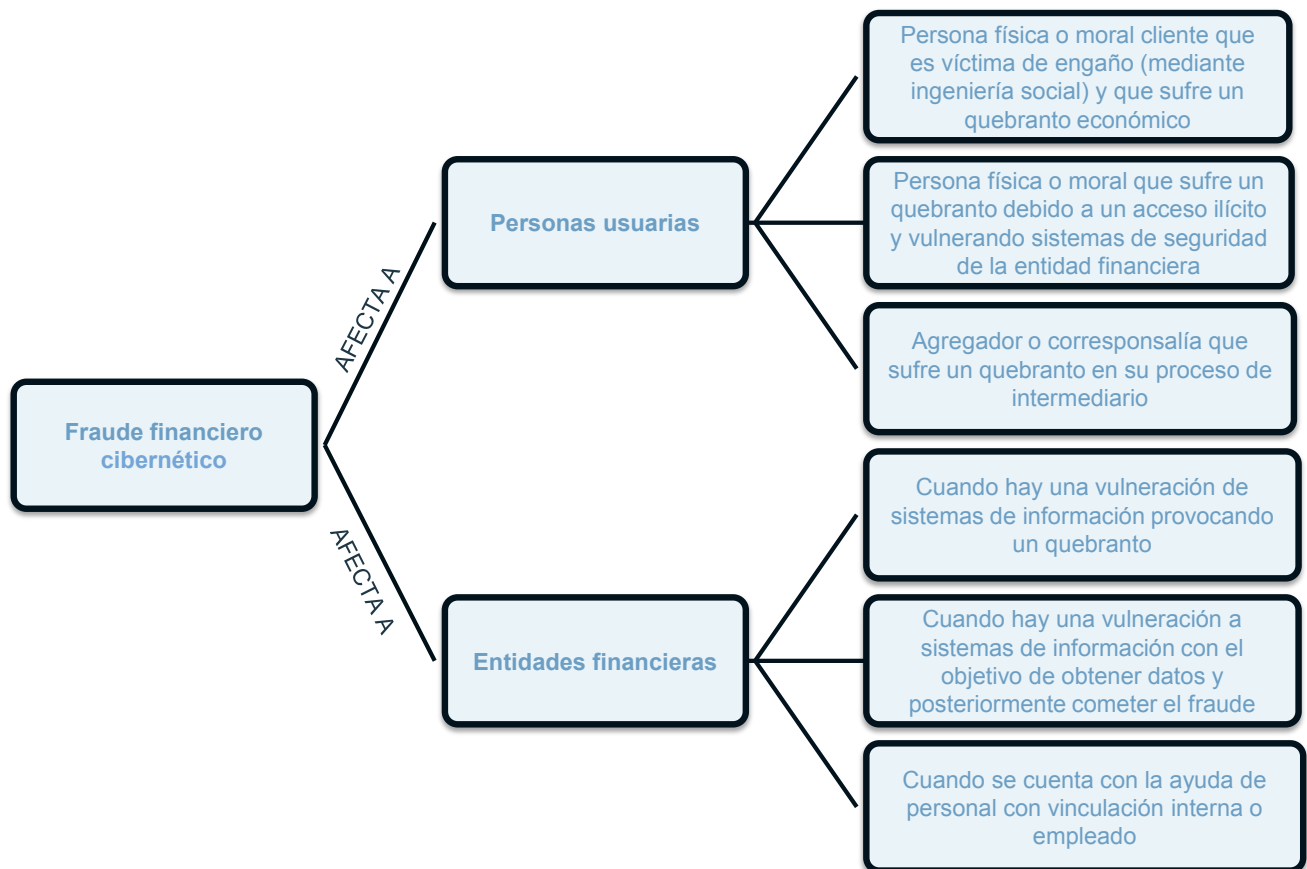 Fraude financiero
cibernético
AFECTA A
AFECTA A
Personas usuarias
Persona física o moral cliente que
es víctima de engaño (mediante
ingeniería social) y que sufre un
quebranto económico
Persona física o moral que sufre un
quebranto debido a un acceso ilícito
y vulnerando sistemas de seguridad
de la entidad financiera
Agregador o corresponsalía que
sufre un quebranto en su proceso de
intermediario
Entidades financieras
Cuando hay una vulneración de
sistemas de información provocando
un quebranto
Cuando hay una vulneración a
sistemas de información con el
objetivo de obtener datos y
posteriormente cometer el fraude
Cuando se cuenta con la ayuda de
personal con vinculación interna o
empleado